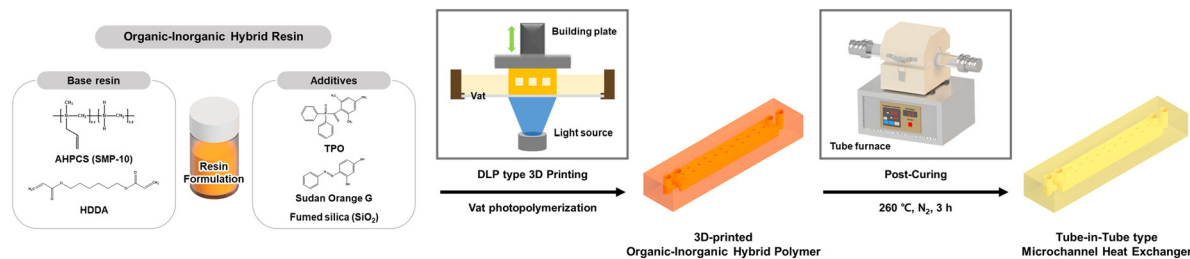 Organic-Inorganic Hybrid Resin
Base resin
AHPCS (SMP-10)
HDDA
Resin
Formulation
Additives
TPO
Sudan Orange G
Fumed silica (SiO₂)
Building plate
Vat
Light source
DLP type 3D Printing
Vat photopolymerization
3D-printed
Organic-Inorganic Hybrid Polymer
Tube furnace
Post-Curing
260 ℃, N₂, 3 h
Tube-in-Tube type
Microchannel Heat Exchanger